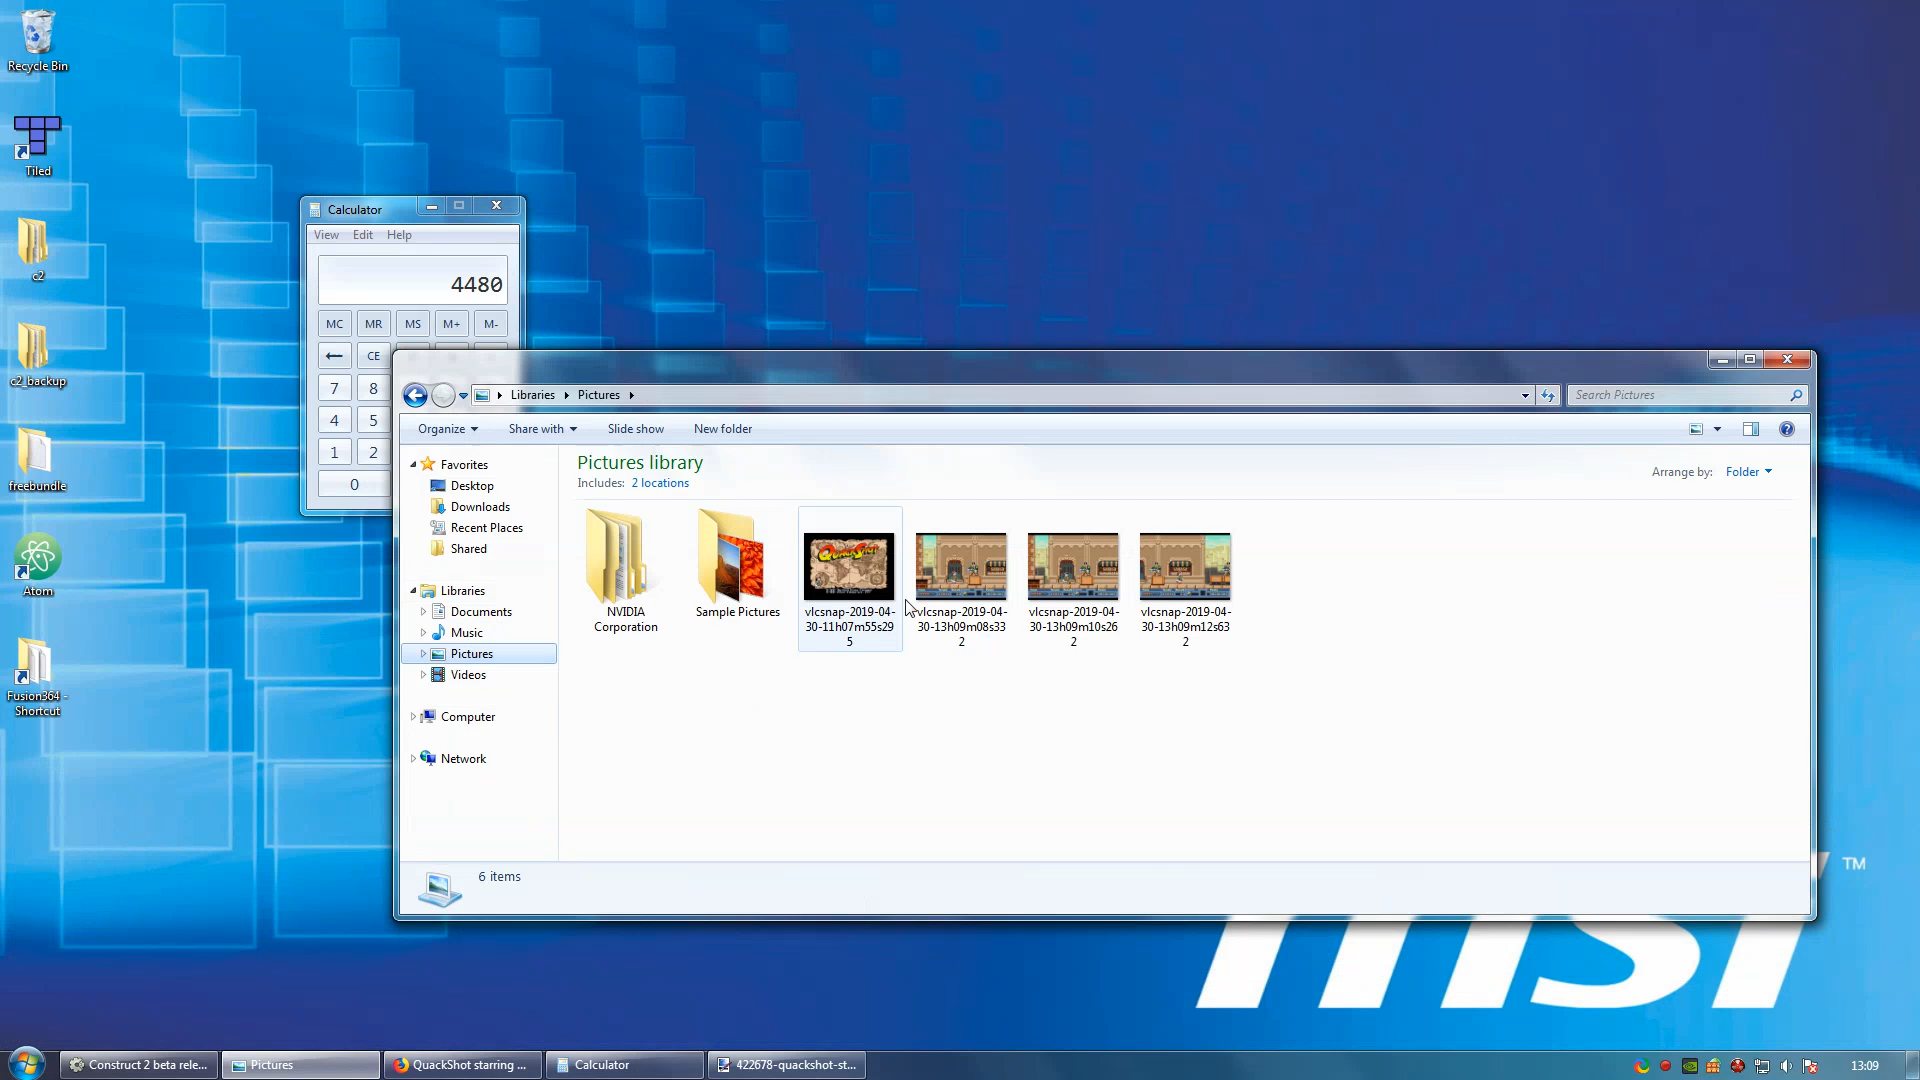 Recycle Bin
Tiled
c2
c2_backup
freebundle
Atom
Fusion364 -
Shortcut
Calculator
View Edit Help
4480
MC MR MS M+ M-
← CE
7 8
4 5
1 2
0
Libraries Pictures
Search Pictures
Organize Share with Slide show New folder
Favorites
Desktop
Downloads
Recent Places
Shared
Libraries
Documents
Music
Pictures
Videos
Computer
Network
Pictures library
Includes: 2 locations
Arrange by: Folder
NVIDIA
Corporation
Sample Pictures
QUACKSHOT
vlcsnap-2019-04-
30-11h07m55s29
5
vlcsnap-2019-04-
30-13h09m08s33
2
vlcsnap-2019-04-
30-13h09m10s26
2
vlcsnap-2019-04-
30-13h09m12s63
2
6 items
msi
TM
Construct 2 beta rele...
Pictures
QuackShot starring ...
Calculator
422678-quackshot-st...
13:09